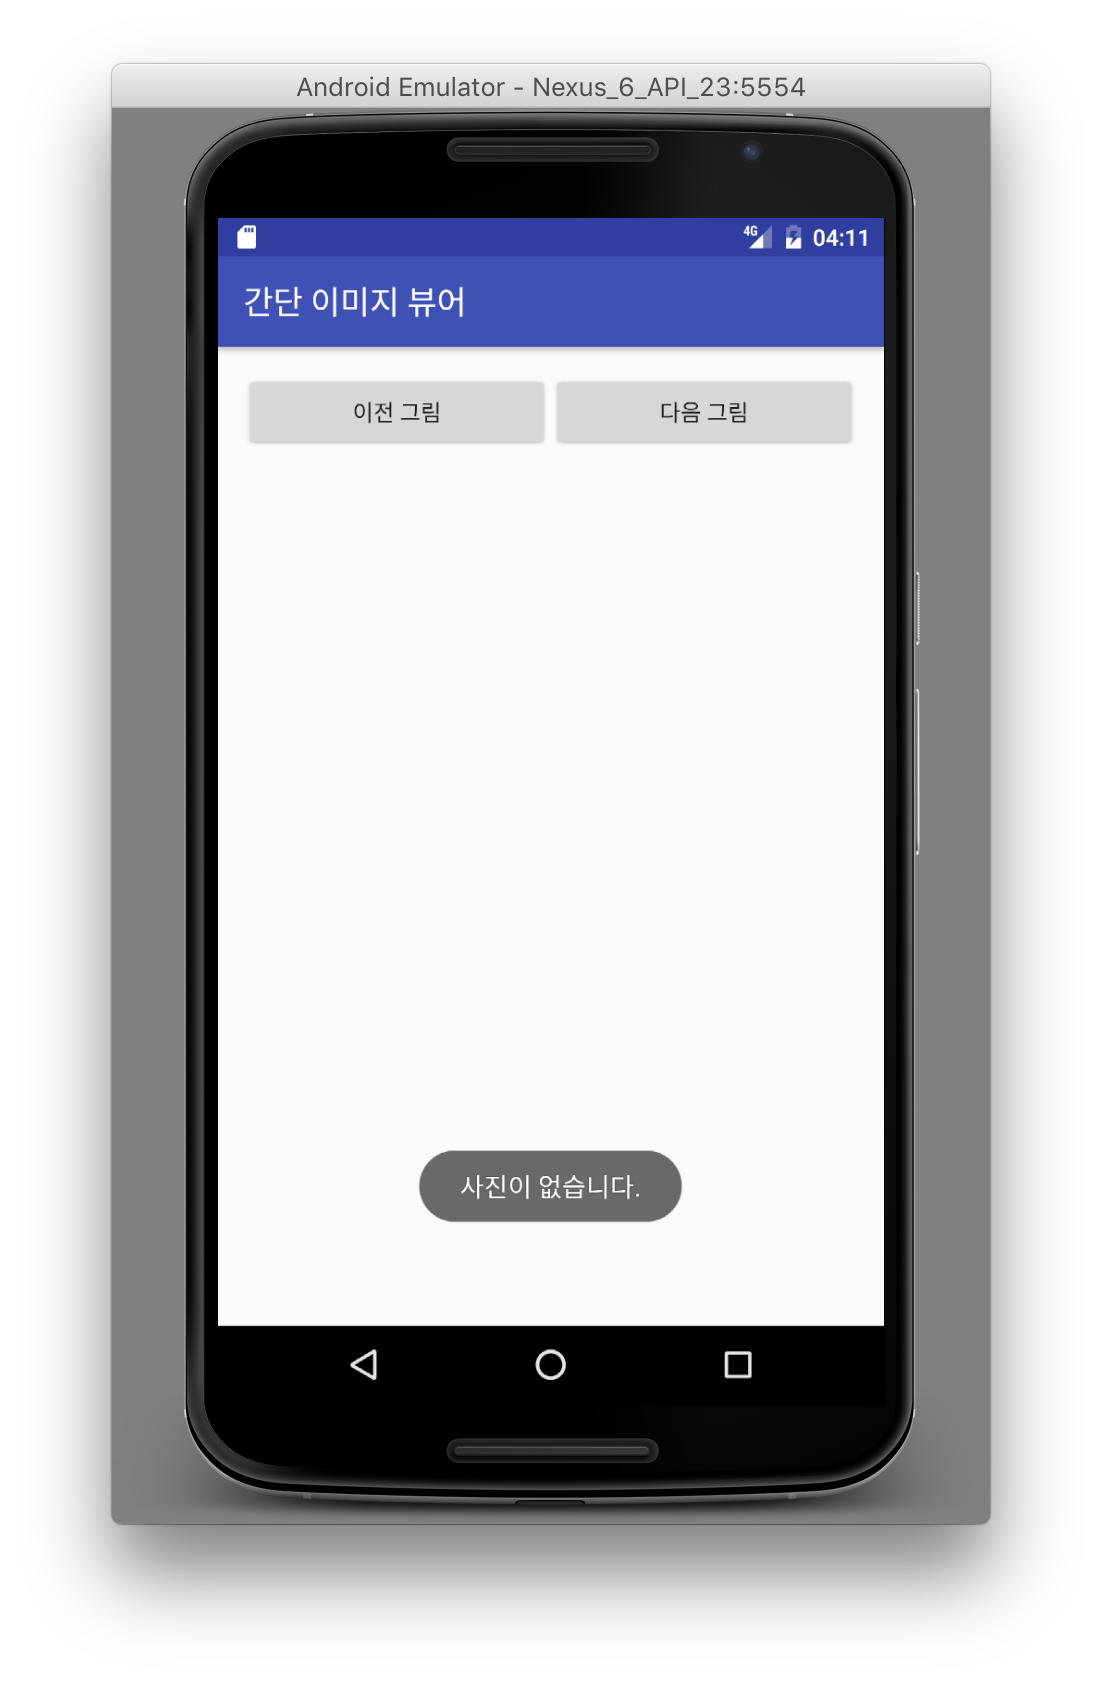 Android Emulator - Nexus_6_API_23:5554
4G 04:11
간단 이미지 뷰어
이전 그림 다음 그림
사진이 없습니다.